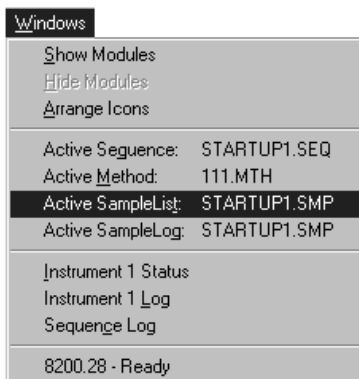 Windows
Show Modules
Hide Modules
Arrange Icons
Active Sequence: STARTUP1.SEQ
Active Method: 111.MTH
Active SampleList: STARTUP1.SMP
Active SampleLog: STARTUP1.SMP
Instrument 1 Status
Instrument 1 Log
Sequence Log
8200.28 - Ready